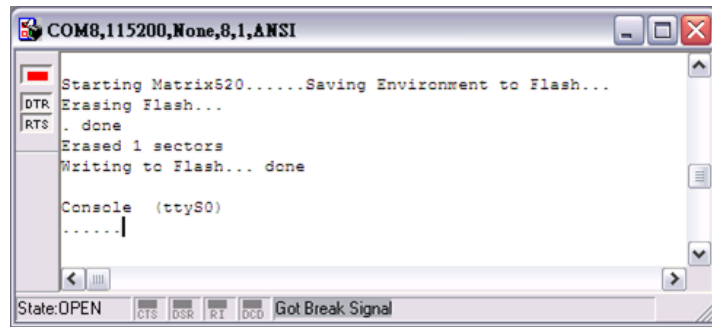 COM8,115200,None,8,1,ANSI
Starting Matrix520......Saving Environment to Flash...
DTR
Erasing Flash...
RTS
. done
Erased 1 sectors
Writing to Flash... done
Console  (ttyS0)
......
State:OPEN CTS DSR RI DCD Got Break Signal